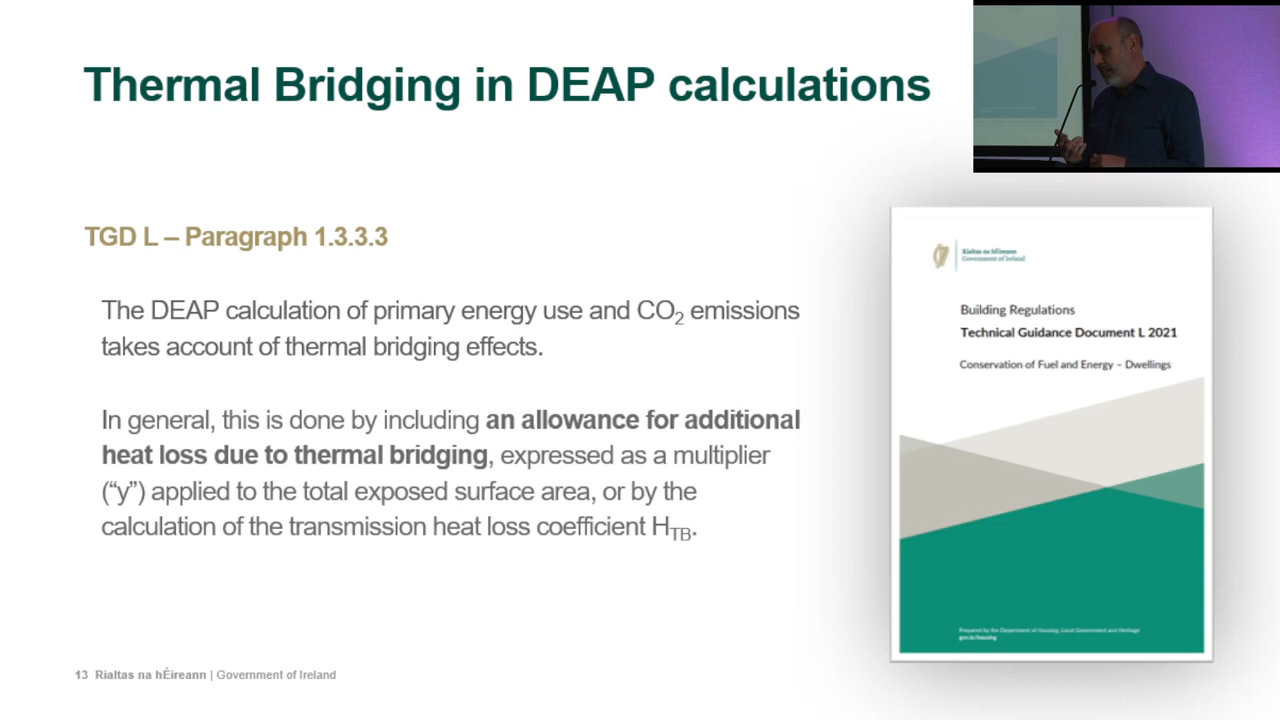 Thermal Bridging in DEAP calculations
TGD L – Paragraph 1.3.3.3
The DEAP calculation of primary energy use and CO2 emissions
takes account of thermal bridging effects.
In general, this is done by including an allowance for additional
heat loss due to thermal bridging, expressed as a multiplier
(“y”) applied to the total exposed surface area, or by the
calculation of the transmission heat loss coefficient HTB.
Rialtas na hÉireann
Government of Ireland
Building Regulations
Technical Guidance Document L 2021
Conservation of Fuel and Energy – Dwellings
Prepared by the Department of Housing, Local Government and Heritage
gov.ie/housing
13 Rialtas na hÉireann | Government of Ireland